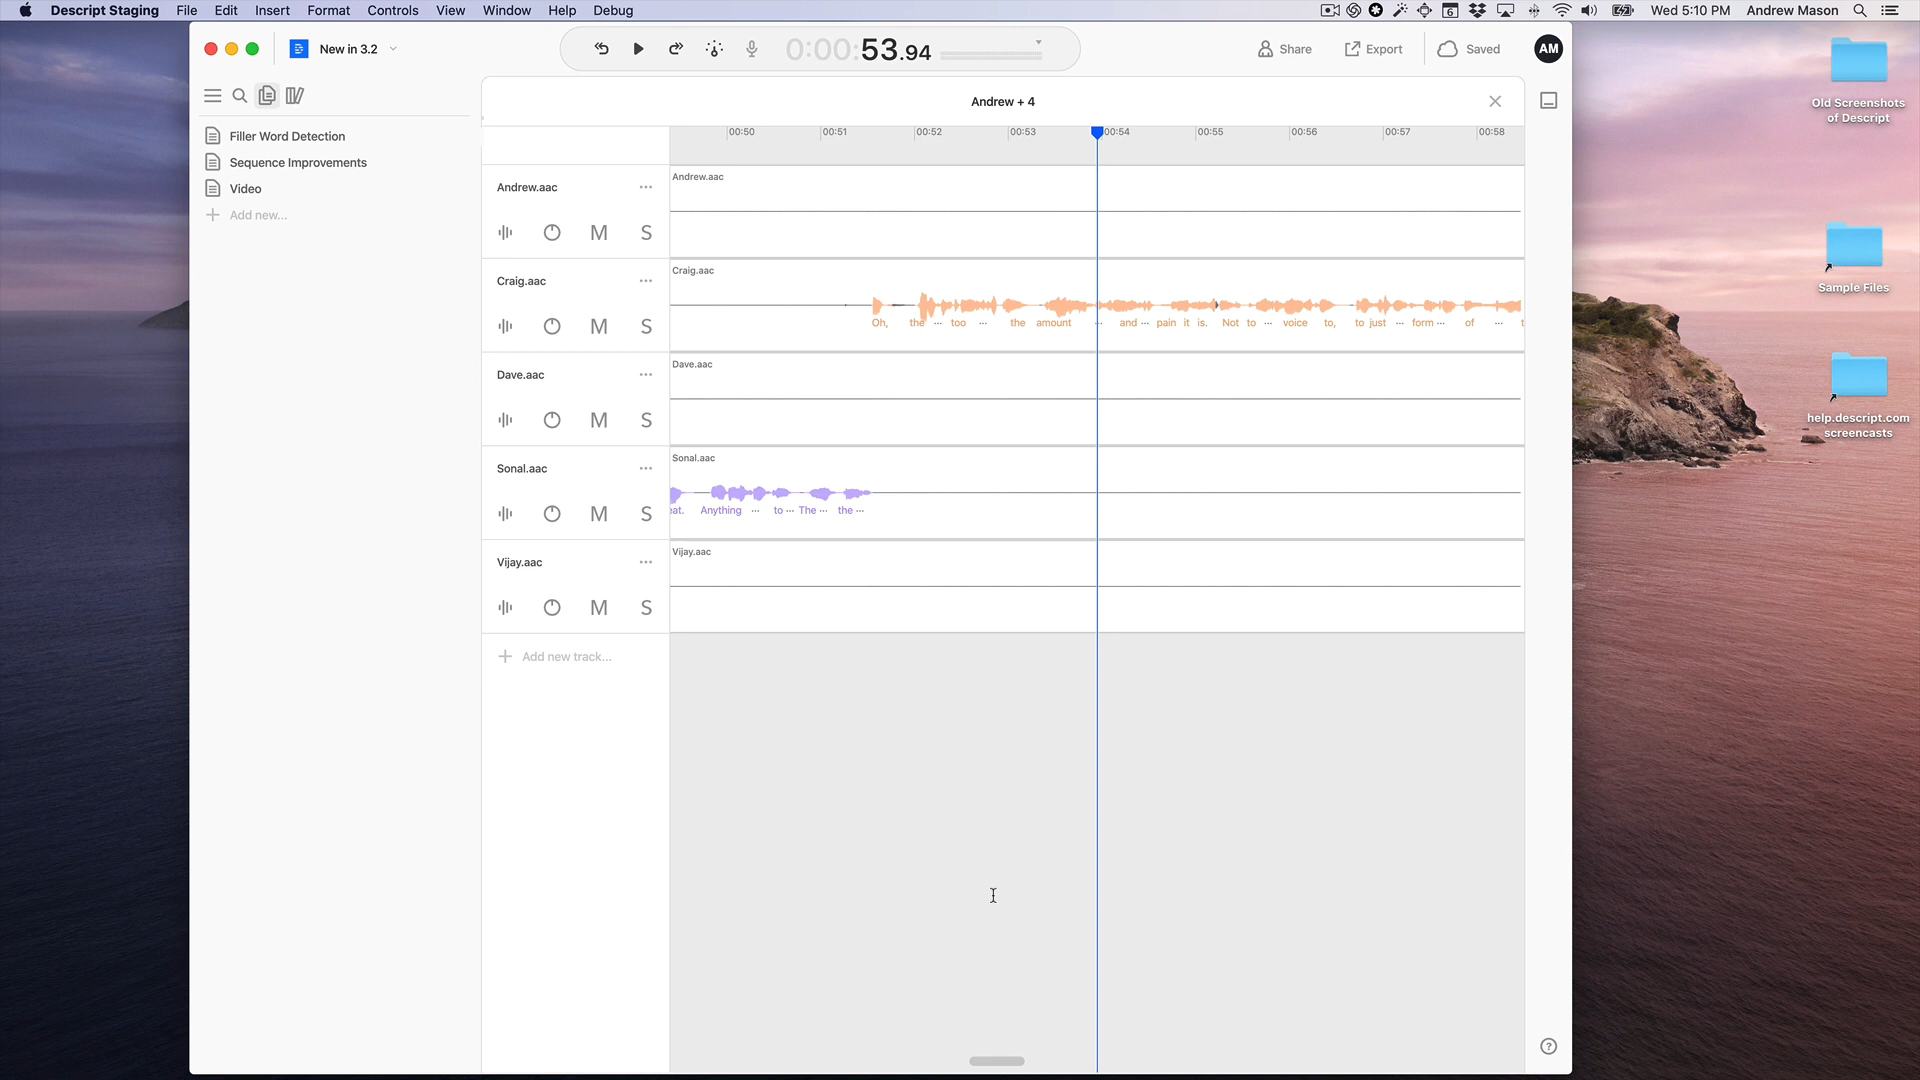 Descript Staging File Edit Insert Format Controls View Window Help Debug
6 Wed 5:10 PM Andrew Mason
New in 3.2
0:00:53.94
Share Export Saved AM
Andrew + 4
00:50 00:51 00:52 00:53 00:54 00:55 00:56 00:57 00:58
Filler Word Detection
Sequence Improvements
Video
Add new...
Andrew.aac
M S
Andrew.aac
Craig.aac
M S
Craig.aac
Oh, the ... too ... the amount ... and ... pain it is. Not to ... voice to, to just ... form ... of ... t
Dave.aac
M S
Dave.aac
Sonal.aac
M S
Sonal.aac
eat. Anything ... to ... The ... the ...
Vijay.aac
M S
Vijay.aac
Add new track...
Old Screenshots
of Descript
Sample Files
help.descript.com
screencasts
?